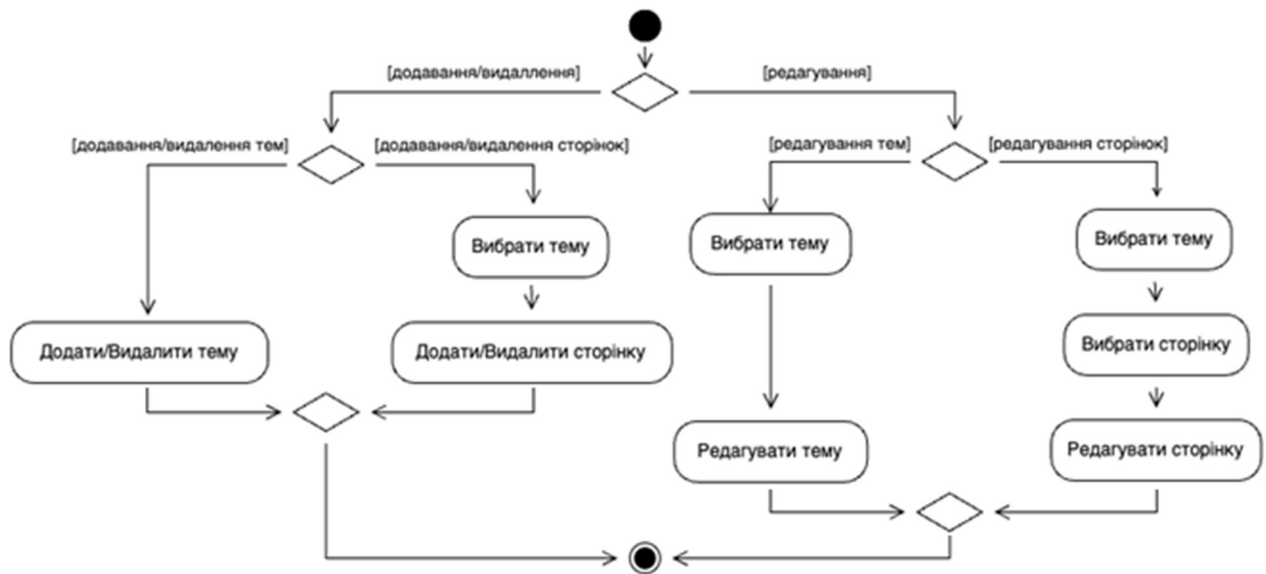 [додавання/видаллення]
[редагування]
[додавання/видалення тем]
[додавання/видалення сторінок]
[редагування тем]
[редагування сторінок]
Вибрати тему
Вибрати тему
Вибрати тему
Додати/Видалити тему
Додати/Видалити сторінку
Вибрати сторінку
Редагувати тему
Редагувати сторінку